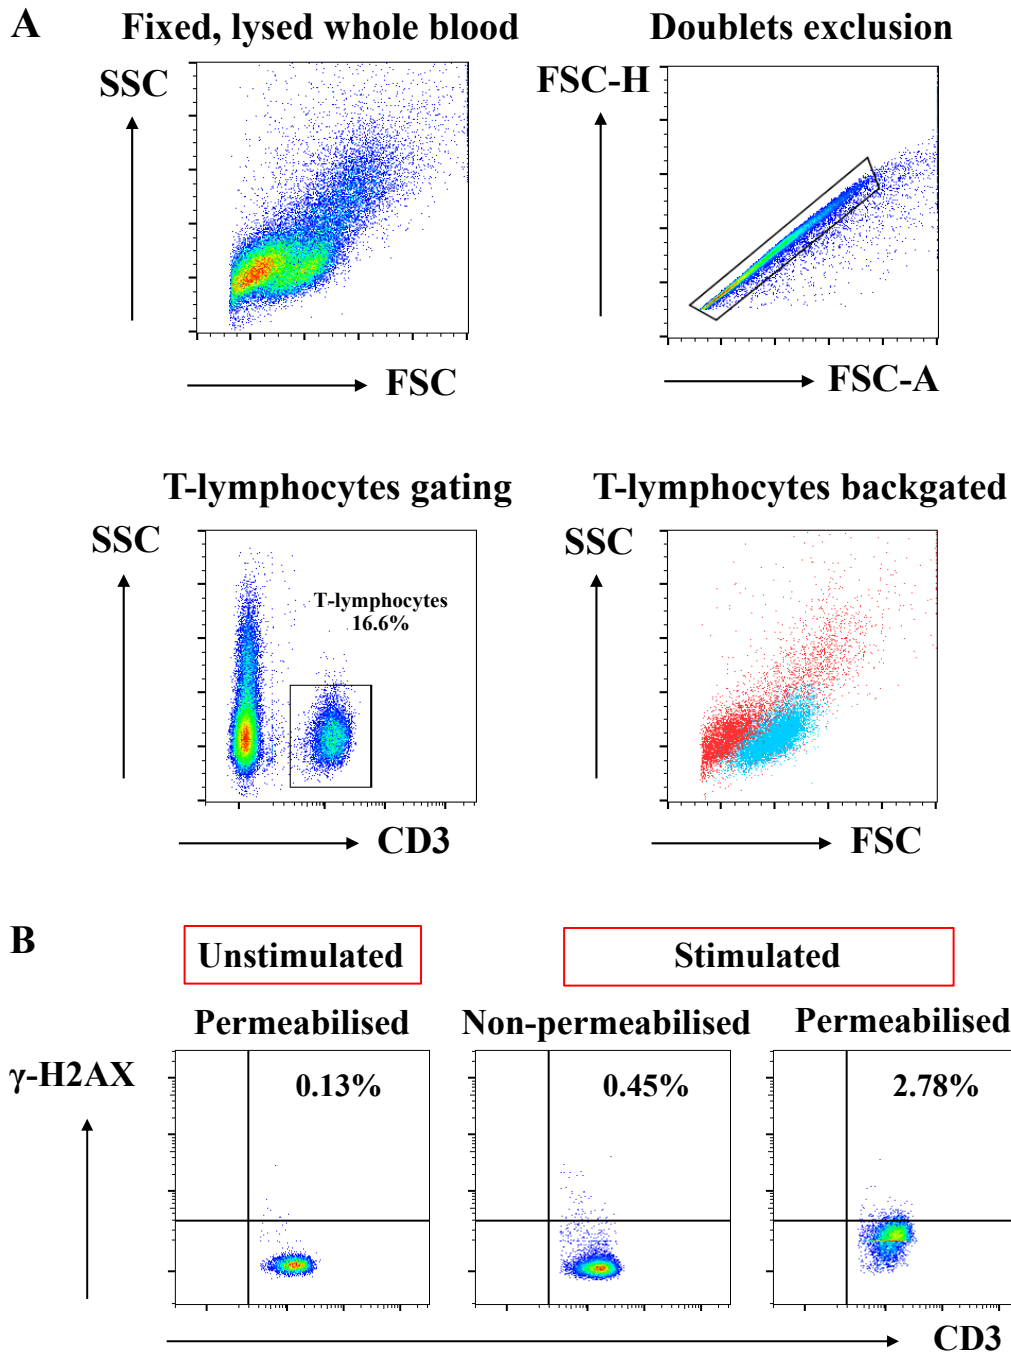 A
Fixed, lysed whole blood
Doublets exclusion
SSC
FSC-H
FSC
FSC-A
T-lymphocytes gating
T-lymphocytes backgated
SSC
SSC
T-lymphocytes
16.6%
CD3
FSC
B
Unstimulated
Stimulated
Permeabilised
Non-permeabilised
Permeabilised
γ-H2AX
0.13%
0.45%
2.78%
CD3